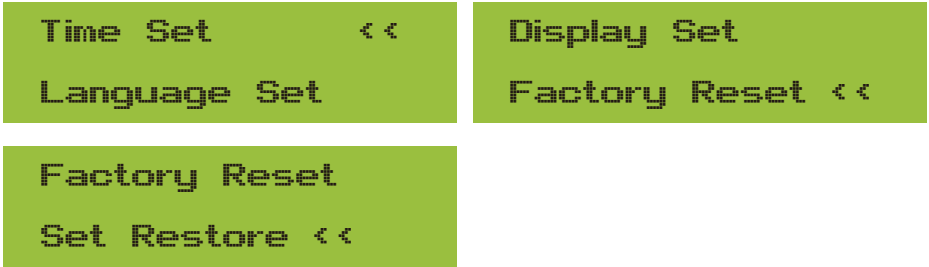 Time Set <<
Language Set
Display Set
Factory Reset <<
Factory Reset
Set Restore <<